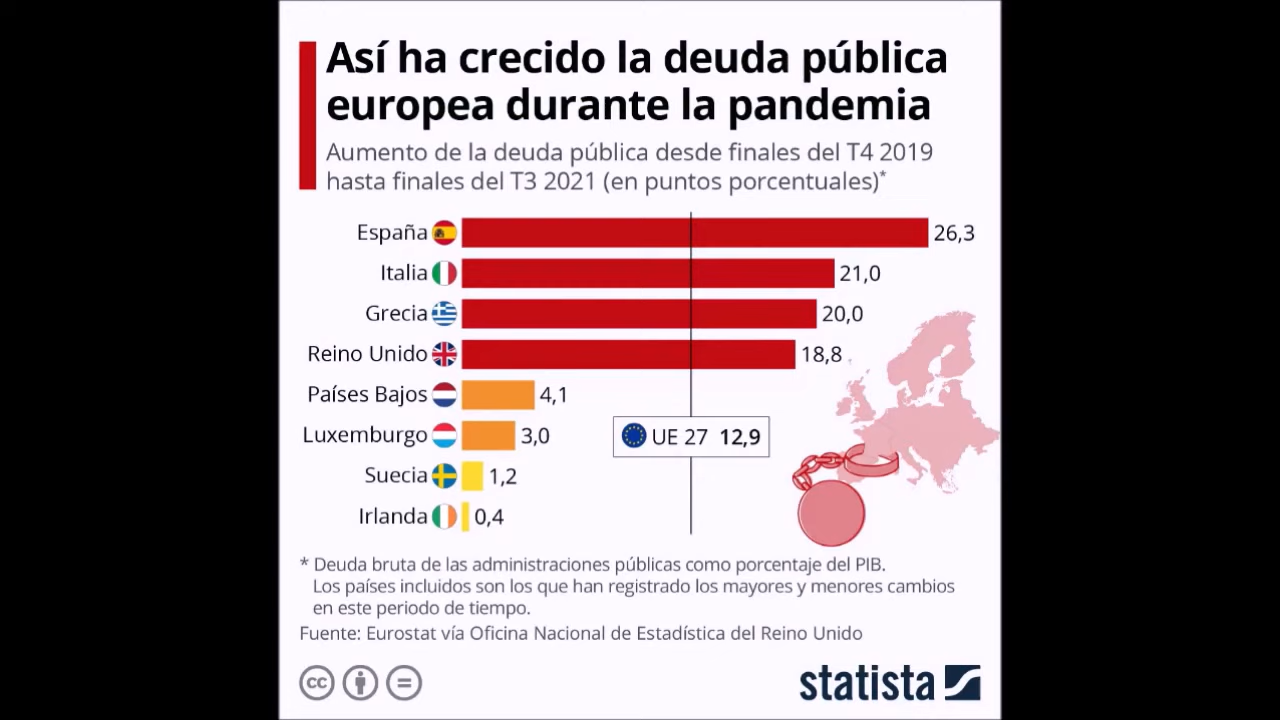 Así ha crecido la deuda pública
europea durante la pandemia
Aumento de la deuda pública desde finales del T4 2019
hasta finales del T3 2021 (en puntos porcentuales)*
España 26,3
Italia 21,0
Grecia 20,0
Reino Unido 18,8
Países Bajos 4,1
Luxemburgo 3,0
UE 27 12,9
Suecia 1,2
Irlanda 0,4
* Deuda bruta de las administraciones públicas como porcentaje del PIB.
Los países incluidos son los que han registrado los mayores y menores cambios
en este periodo de tiempo.
Fuente: Eurostat vía Oficina Nacional de Estadística del Reino Unido
cc
statista